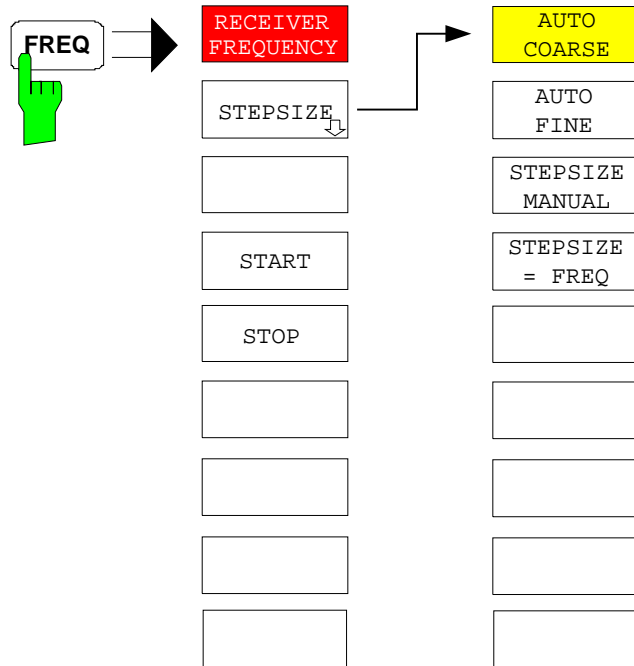 FREQ
RECEIVER
FREQUENCY
STEPSIZE
START
STOP
AUTO
COARSE
AUTO
FINE
STEPSIZE
MANUAL
STEPSIZE
= FREQ